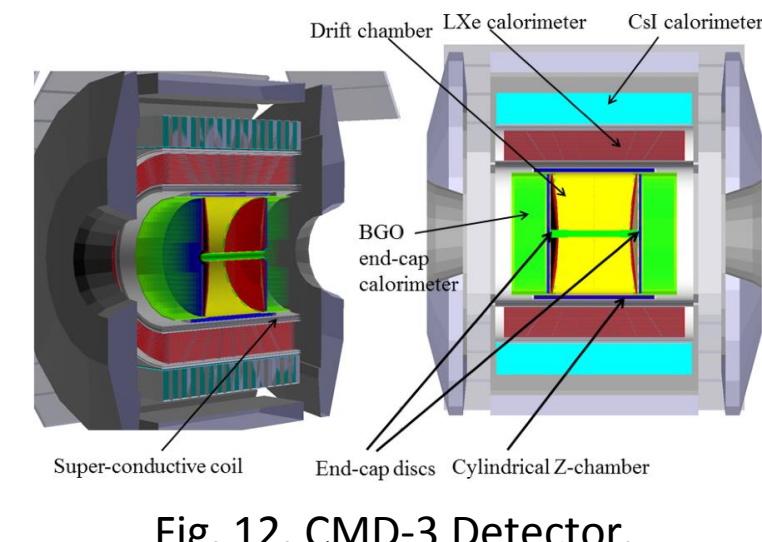 Drift chamber
LXe calorimeter
CsI calorimeter
BGO
end-cap
calorimeter
Super-conductive coil
End-cap discs
Cylindrical Z-chamber
Fig. 12. CMD-3 Detector.